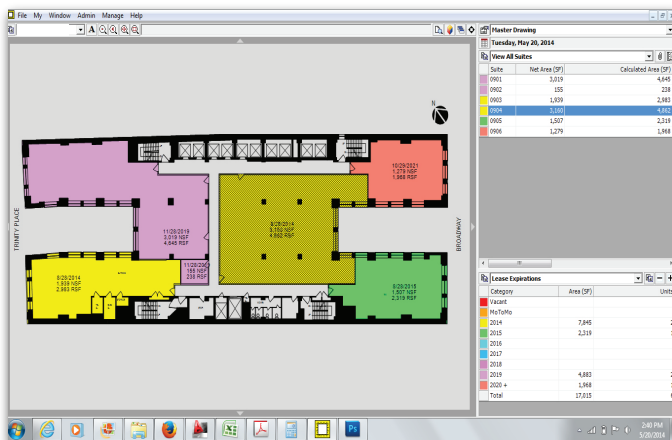 File My Window Admin Manage Help
Master Drawing
Tuesday, May 20, 2014
View All Suites
Suite Net Area (SF) Calculated Area (SF)
0901 3,019 4,645
0902 155 238
0903 1,939 2,983
0904 3,160 4,862
0905 1,507 2,319
0906 1,279 1,968
N
10/29/2021
1,279 NSF
1,968 RSF
11/28/2019
3,019 NSF
4,645 RSF
8/28/2014
3,160 NSF
4,862 RSF
TRINITY PLACE
BROADWAY
8/28/2014
1,939 NSF
2,983 RSF
155 NSF
238 RSF
8/28/2015
1,507 NSF
2,319 RSF
Lease Expirations
Category Area (SF) Units
Vacant
MoToMo
2014 7,845
2015 2,319
2016
2017
2018
2019 4,883
2020 + 1,968
Total 17,015
Ps
2:40 PM
5/20/2014